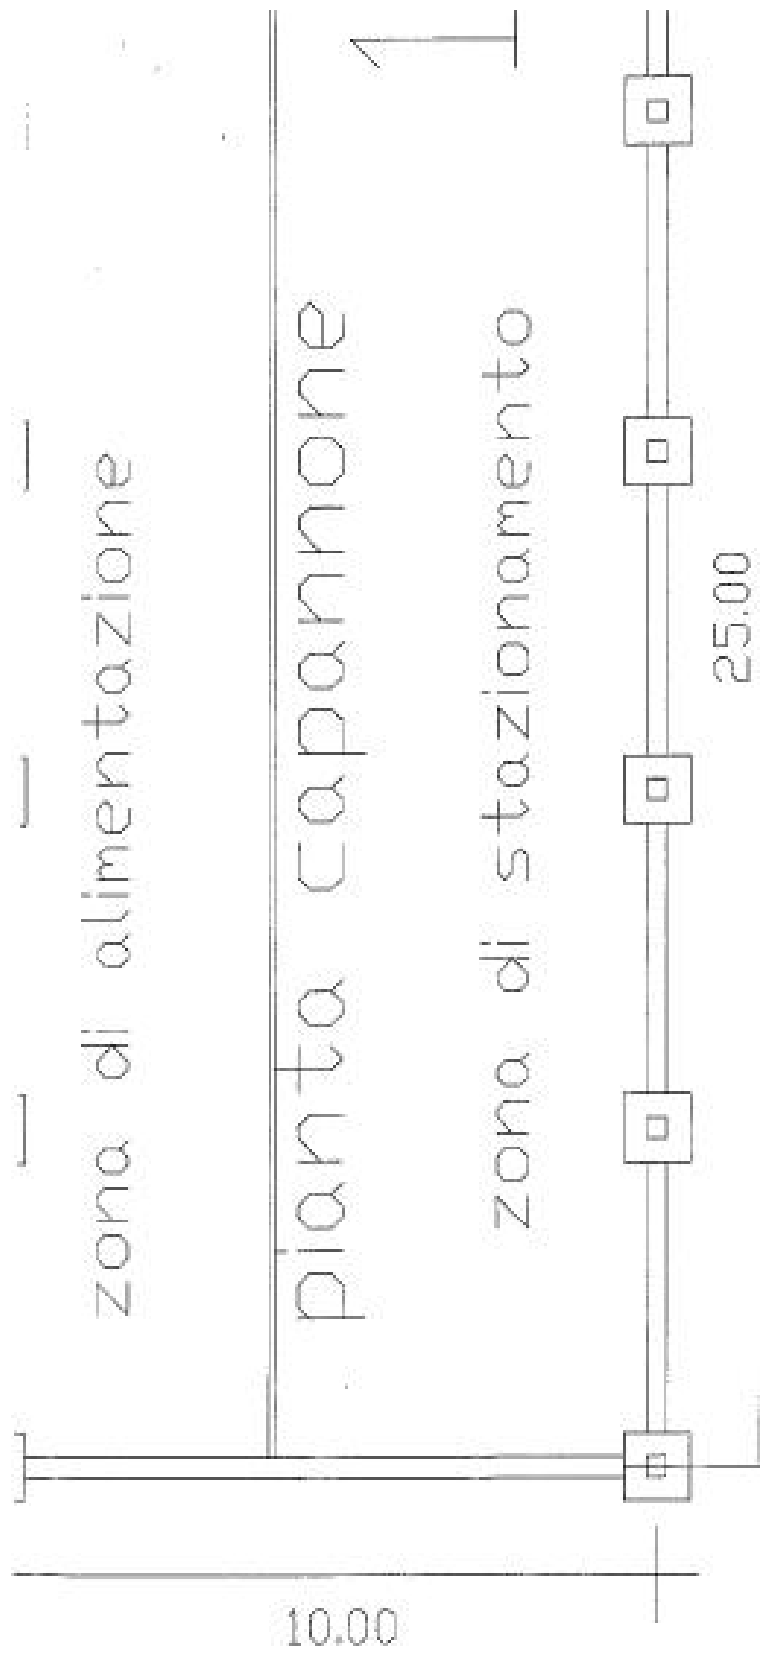 zona di alimentazione
pianta capannone
zona di stazionamento
25.00
10.00